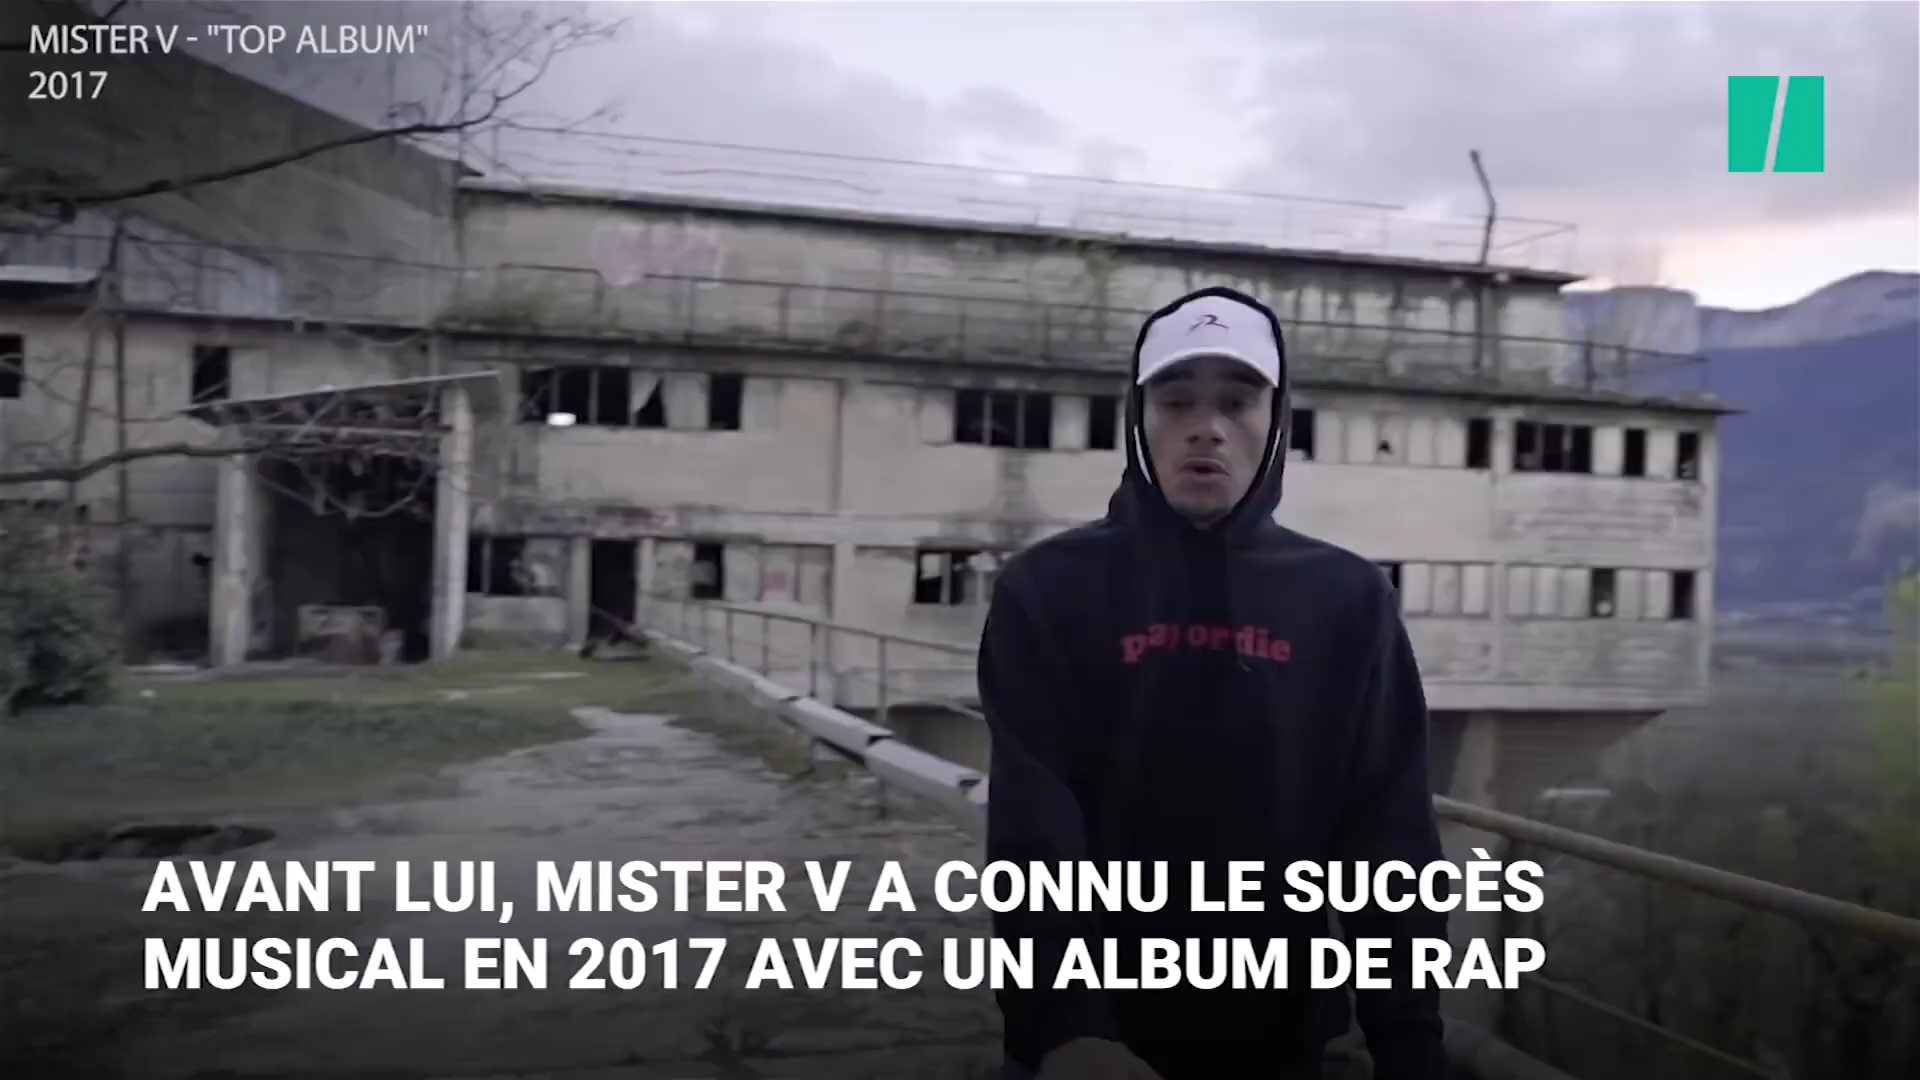 MISTER V - "TOP ALBUM"
2017
payordie
AVANT LUI, MISTER V A CONNU LE SUCCÈS
MUSICAL EN 2017 AVEC UN ALBUM DE RAP